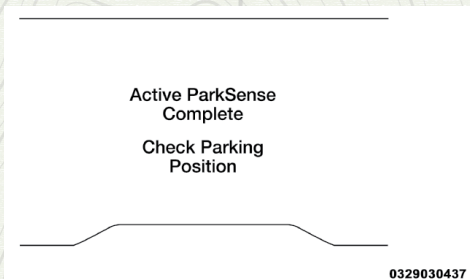 Active ParkSense
Complete
Check Parking
Position
0329030437